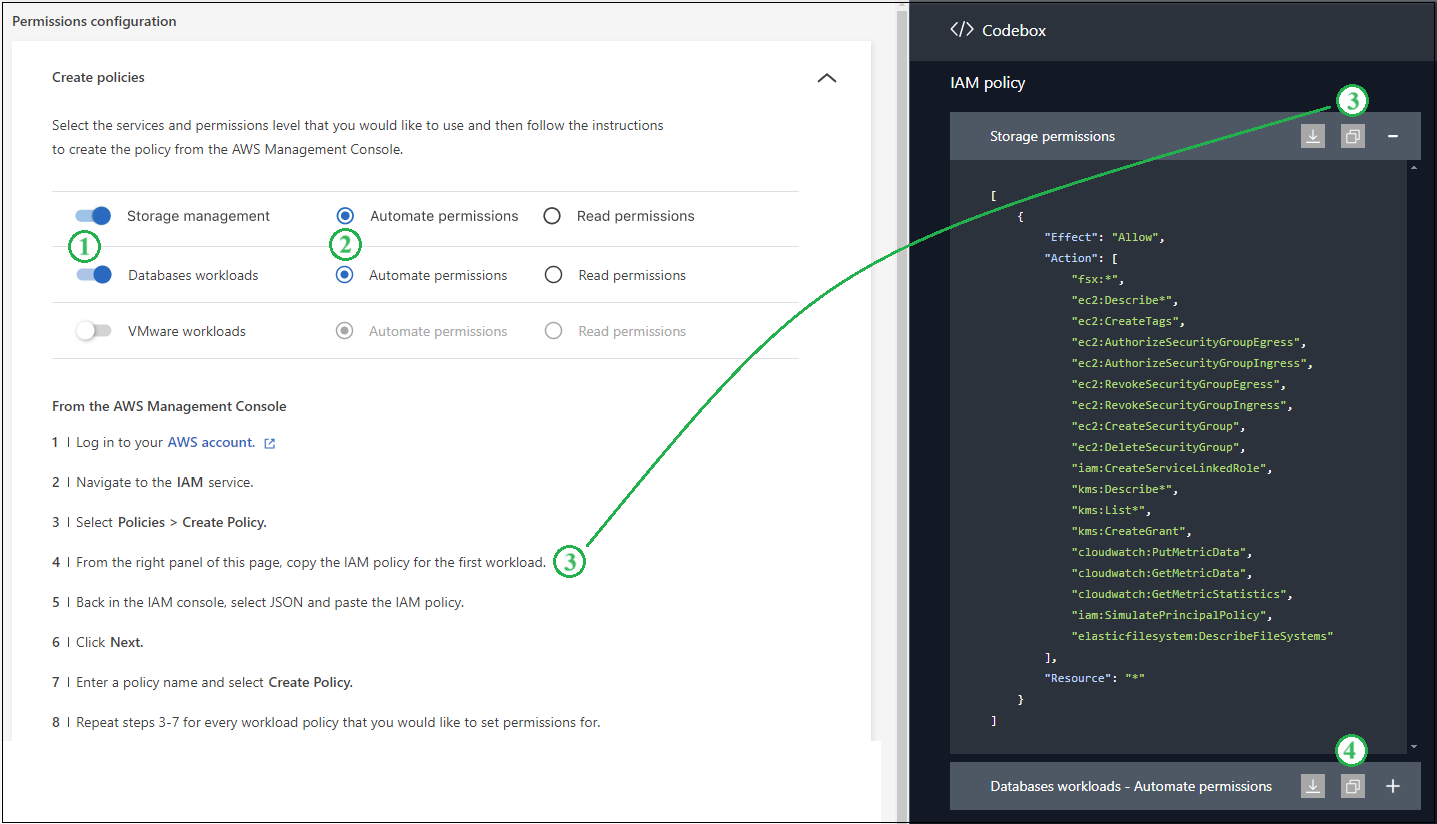 Permissions configuration
Create policies
Select the services and permissions level that you would like to use and then follow the instructions
to create the policy from the AWS Management Console.
Storage management Automate permissions Read permissions
1 2
Databases workloads Automate permissions Read permissions
VMware workloads Automate permissions Read permissions
From the AWS Management Console
1 | Log in to your AWS account.
2 | Navigate to the IAM service.
3 | Select Policies > Create Policy.
4 | From the right panel of this page, copy the IAM policy for the first workload. 3
5 | Back in the IAM console, select JSON and paste the IAM policy.
6 | Click Next.
7 | Enter a policy name and select Create Policy.
8 | Repeat steps 3-7 for every workload policy that you would like to set permissions for.
</> Codebox
IAM policy
3
Storage permissions
[
{
"Effect": "Allow",
"Action": [
"fsx:*",
"ec2:Describe*",
"ec2:CreateTags",
"ec2:AuthorizeSecurityGroupEgress",
"ec2:AuthorizeSecurityGroupIngress",
"ec2:RevokeSecurityGroupEgress",
"ec2:RevokeSecurityGroupIngress",
"ec2:CreateSecurityGroup",
"ec2:DeleteSecurityGroup",
"iam:CreateServiceLinkedRole",
"kms:Describe*",
"kms:List*",
"kms:CreateGrant",
"cloudwatch:PutMetricData",
"cloudwatch:GetMetricData",
"cloudwatch:GetMetricStatistics",
"iam:SimulatePrincipalPolicy",
"elasticfilesystem:DescribeFileSystems"
],
"Resource": "*"
}
]
4
Databases workloads - Automate permissions